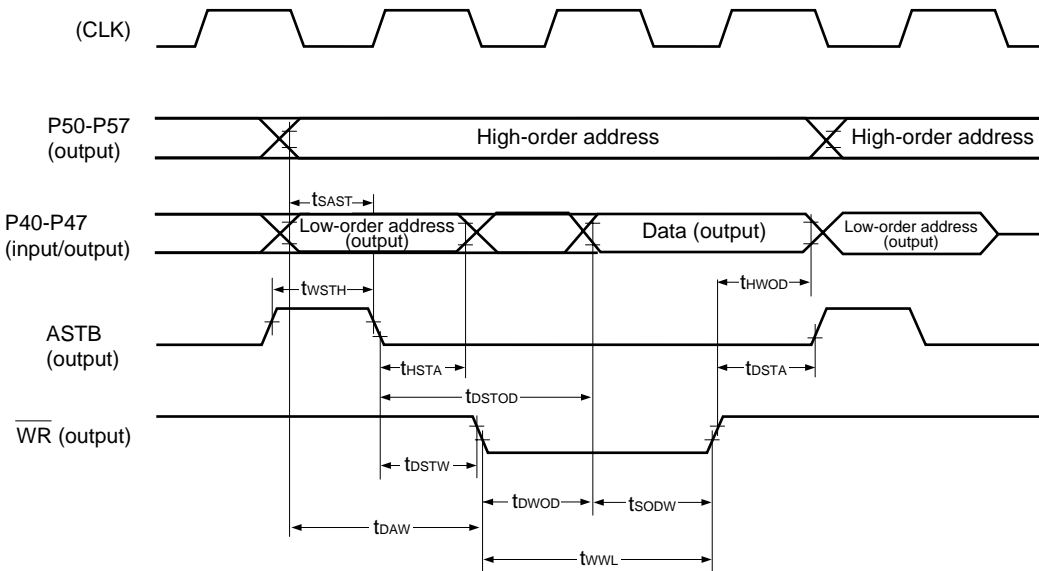 (CLK)
P50-P57
(output)
High-order address
High-order address
tSAST
P40-P47
(input/output)
Low-order address
(output)
Data (output)
Low-order address
(output)
tWSTH
tHWOD
ASTB
(output)
tHSTA
tDSTA
tDSTOD
WR (output)
tDSTW
tDWOD
tSODW
tDAW
tWWL